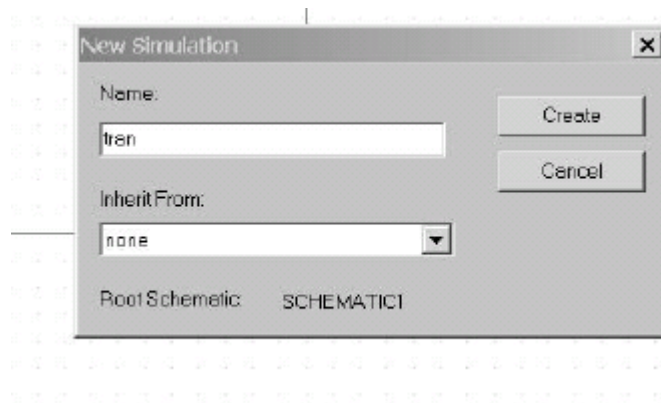 New Simulation
Name:
Create
tran
Cancel
Inherit From:
none
Root Schematic: SCHEMATIC1